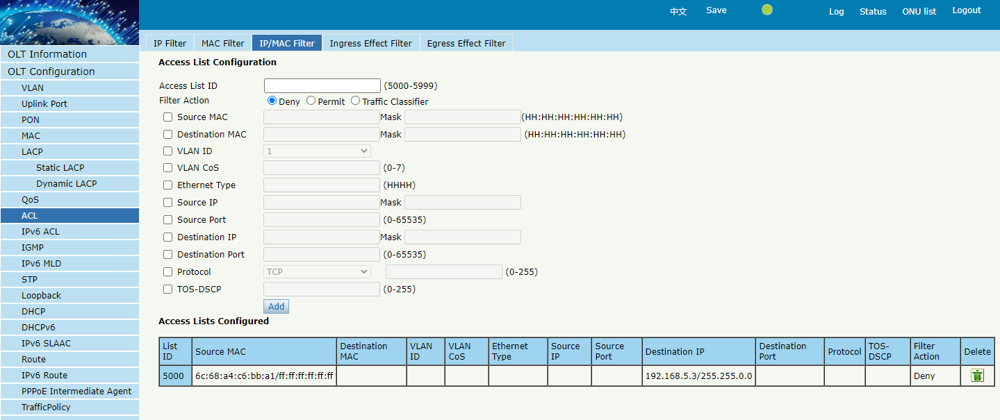 中文 Save Log Status ONU list Logout
OLT Information
OLT Configuration
VLAN
Uplink Port
PON
MAC
LACP
Static LACP
Dynamic LACP
QoS
ACL
IPv6 ACL
IGMP
IPv6 MLD
STP
Loopback
DHCP
DHCPv6
IPv6 SLAAC
Route
IPv6 Route
PPPoE Intermediate Agent
TrafficPolicy
IP Filter MAC Filter IP/MAC Filter Ingress Effect Filter Egress Effect Filter
Access List Configuration
Access List ID (5000-5999)
Filter Action Deny Permit Traffic Classifier
Source MAC Mask (HH:HH:HH:HH:HH:HH)
Destination MAC Mask (HH:HH:HH:HH:HH:HH)
VLAN ID 1
VLAN CoS (0-7)
Ethernet Type (HHHH)
Source IP Mask
Source Port (0-65535)
Destination IP Mask
Destination Port (0-65535)
Protocol TCP (0-255)
TOS-DSCP (0-255)
Add
Access Lists Configured
List ID Source MAC Destination MAC VLAN ID VLAN CoS Ethernet Type Source IP Source Port Destination IP Destination Port Protocol TOS-DSCP Filter Action Delete
5000 6c:68:a4:c6:bb:a1/ff:ff:ff:ff:ff:ff 192.168.5.3/255.255.0.0 Deny